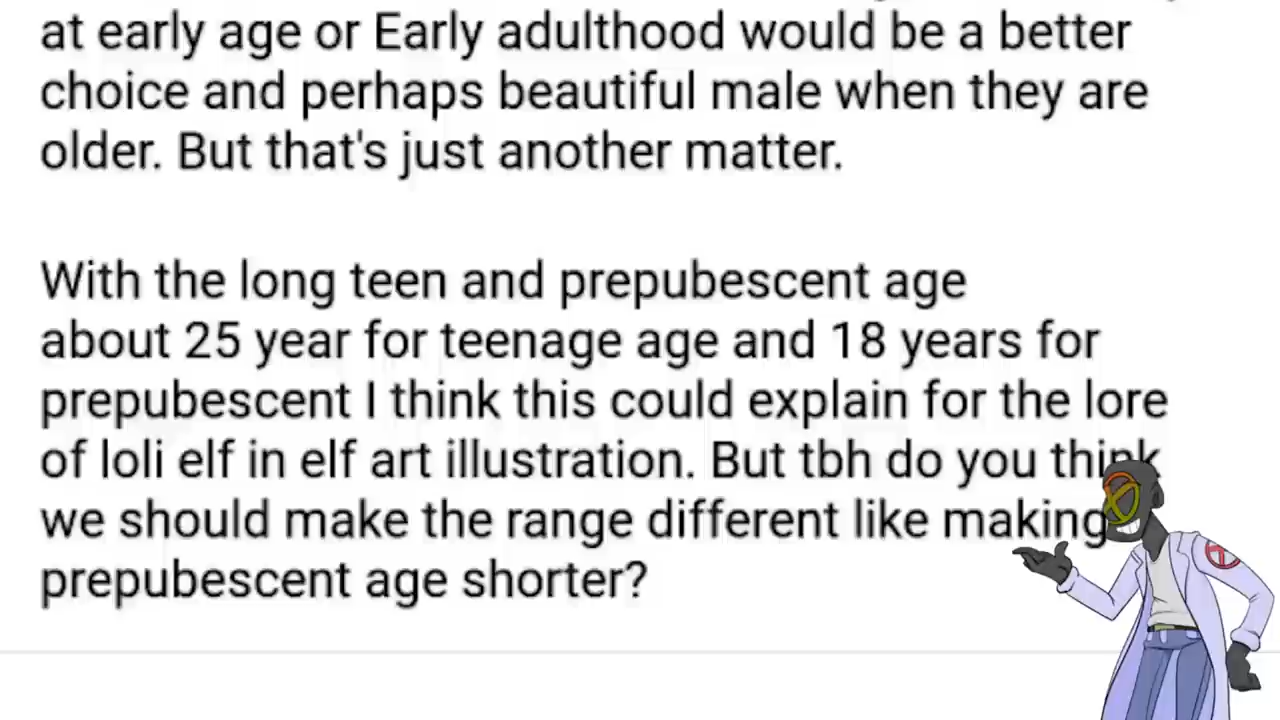 at early age or Early adulthood would be a better
choice and perhaps beautiful male when they are
older. But that's just another matter.
With the long teen and prepubescent age
about 25 year for teenage age and 18 years for
prepubescent I think this could explain for the lore
of loli elf in elf art illustration. But tbh do you think
we should make the range different like making
prepubescent age shorter?